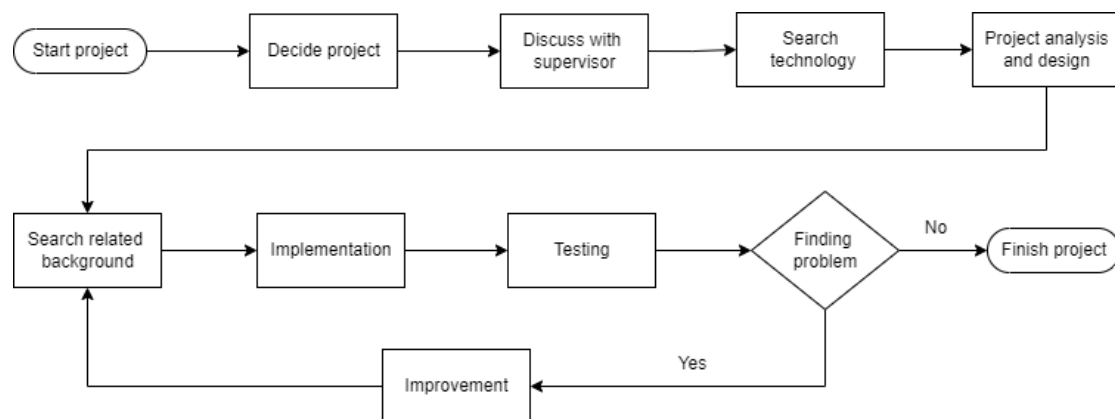 Start project
Decide project
Discuss with
supervisor
Search
technology
Project analysis
and design
Search related
background
Implementation
Testing
Finding
problem
No
Finish project
Yes
Improvement